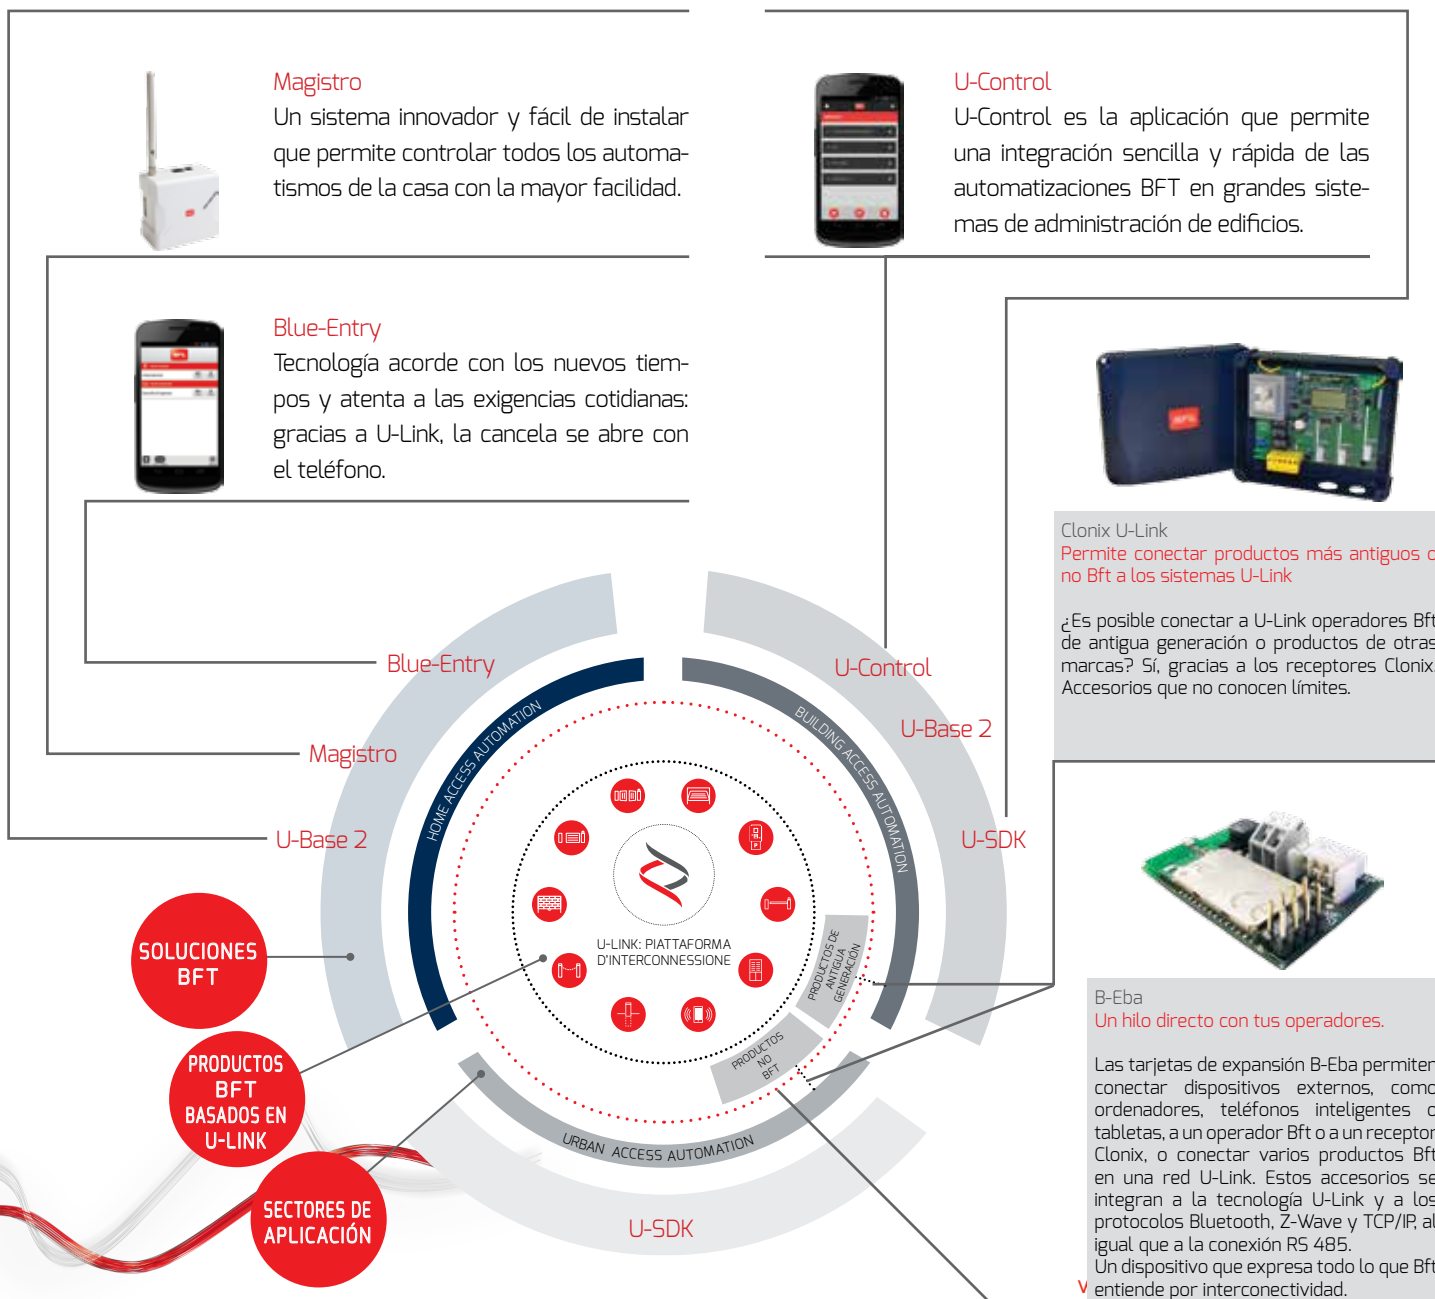 Magistro
Un sistema innovador y fácil de instalar
que permite controlar todos los automa-
tismos de la casa con la mayor facilidad.
U-Control
U-Control es la aplicación que permite
una integración sencilla y rápida de las
automatizaciones BFT en grandes siste-
mas de administración de edificios.
Blue-Entry
Tecnología acorde con los nuevos tiem-
pos y atenta a las exigencias cotidianas:
gracias a U-Link, la cancela se abre con
el teléfono.
Clonix U-Link
Permite conectar productos más antiguos o
no Bft a los sistemas U-Link
¿Es posible conectar a U-Link operadores Bft
de antigua generación o productos de otras
marcas? Sí, gracias a los receptores Clonix.
Accesorios que no conocen límites.
Blue-Entry
Magistro
U-Base 2
U-Control
U-Base 2
U-SDK
HOME ACCESS AUTOMATION
BUILDING ACCESS AUTOMATION
U-LINK: PIATTAFORMA
D'INTERCONNESSIONE
PRODUCTOS DE
ANTIGUA
GENERACIÓN
PRODUCTOS
NO
BFT
URBAN ACCESS AUTOMATION
U-SDK
SOLUCIONES
BFT
PRODUCTOS
BFT
BASADOS EN
U-LINK
SECTORES DE
APLICACIÓN
B-Eba
Un hilo directo con tus operadores.
Las tarjetas de expansión B-Eba permiten
conectar dispositivos externos, como
ordenadores, teléfonos inteligentes o
tabletas, a un operador Bft o a un receptor
Clonix, o conectar varios productos Bft
en una red U-Link. Estos accesorios se
integran a la tecnología U-Link y a los
protocolos Bluetooth, Z-Wave y TCP/IP, al
igual que a la conexión RS 485.
Un dispositivo que expresa todo lo que Bft
entiende por interconectividad.